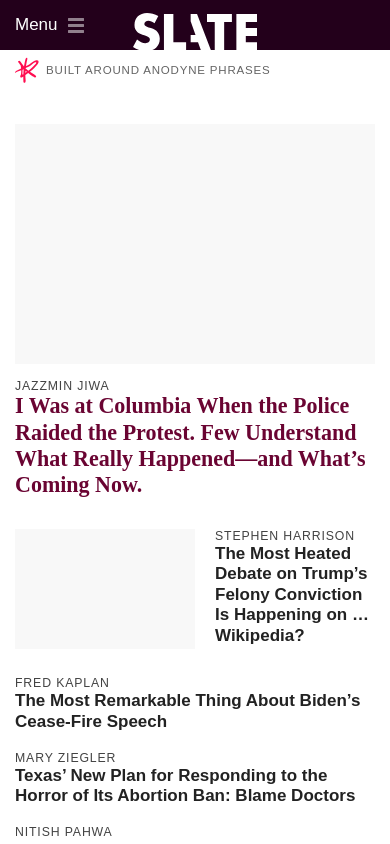 Menu
SLATE
BUILT AROUND ANODYNE PHRASES
JAZZMIN JIWA
I Was at Columbia When the Police
Raided the Protest. Few Understand
What Really Happened—and What’s
Coming Now.
STEPHEN HARRISON
The Most Heated
Debate on Trump’s
Felony Conviction
Is Happening on …
Wikipedia?
FRED KAPLAN
The Most Remarkable Thing About Biden’s
Cease-Fire Speech
MARY ZIEGLER
Texas’ New Plan for Responding to the
Horror of Its Abortion Ban: Blame Doctors
NITISH PAHWA